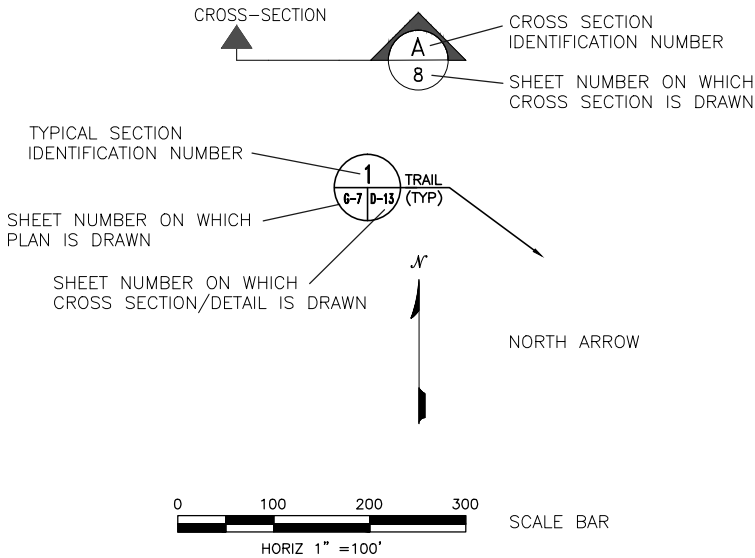 CROSS-SECTION
CROSS SECTION
IDENTIFICATION NUMBER
A
8
SHEET NUMBER ON WHICH
CROSS SECTION IS DRAWN
TYPICAL SECTION
IDENTIFICATION NUMBER
1
G-7 D-13
TRAIL
(TYP)
SHEET NUMBER ON WHICH
PLAN IS DRAWN
SHEET NUMBER ON WHICH
CROSS SECTION/DETAIL IS DRAWN
N
NORTH ARROW
0 100 200 300
SCALE BAR
HORIZ 1" =100'